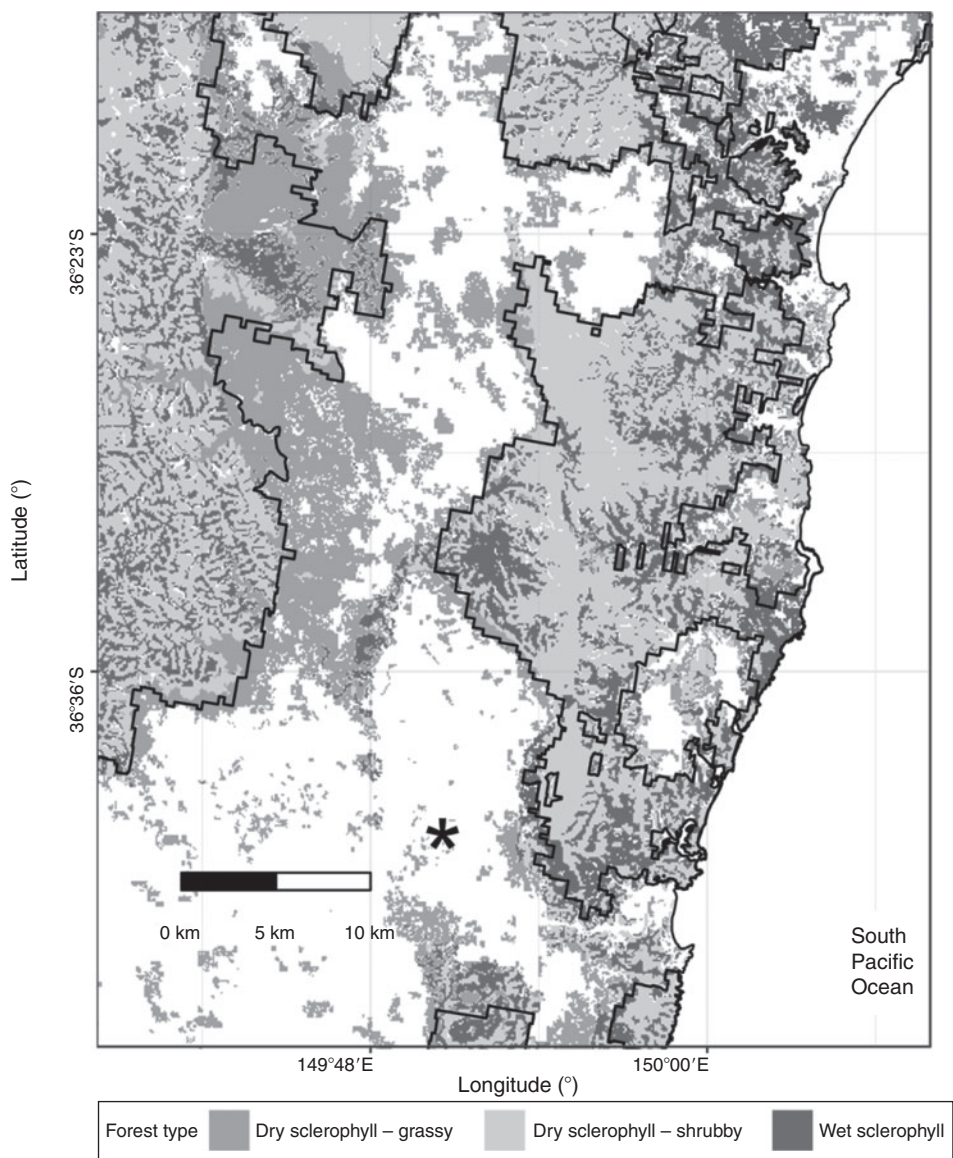 36°23′S
Latitude (°)
36°36′S
*
0 km 5 km 10 km
South
Pacific
Ocean
149°48′E 150°00′E
Longitude (°)
Forest type Dry sclerophyll – grassy Dry sclerophyll – shrubby Wet sclerophyll